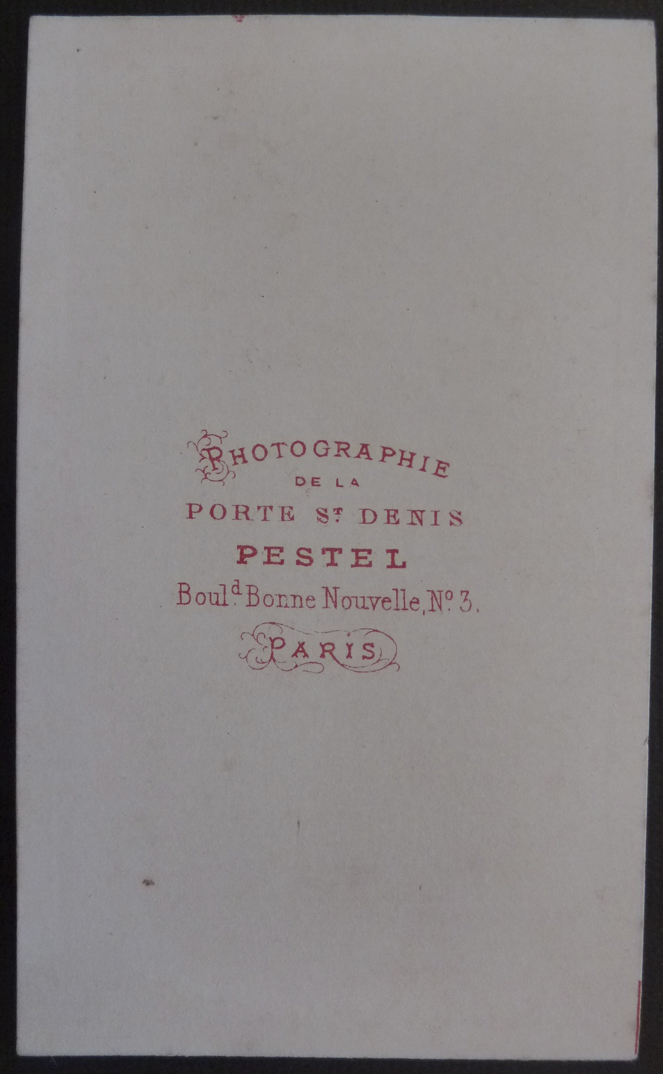 PHOTOGRAPHIE
DE LA
PORTE ST DENIS
PESTEL
Bould Bonne Nouvelle, No 3.
PARIS